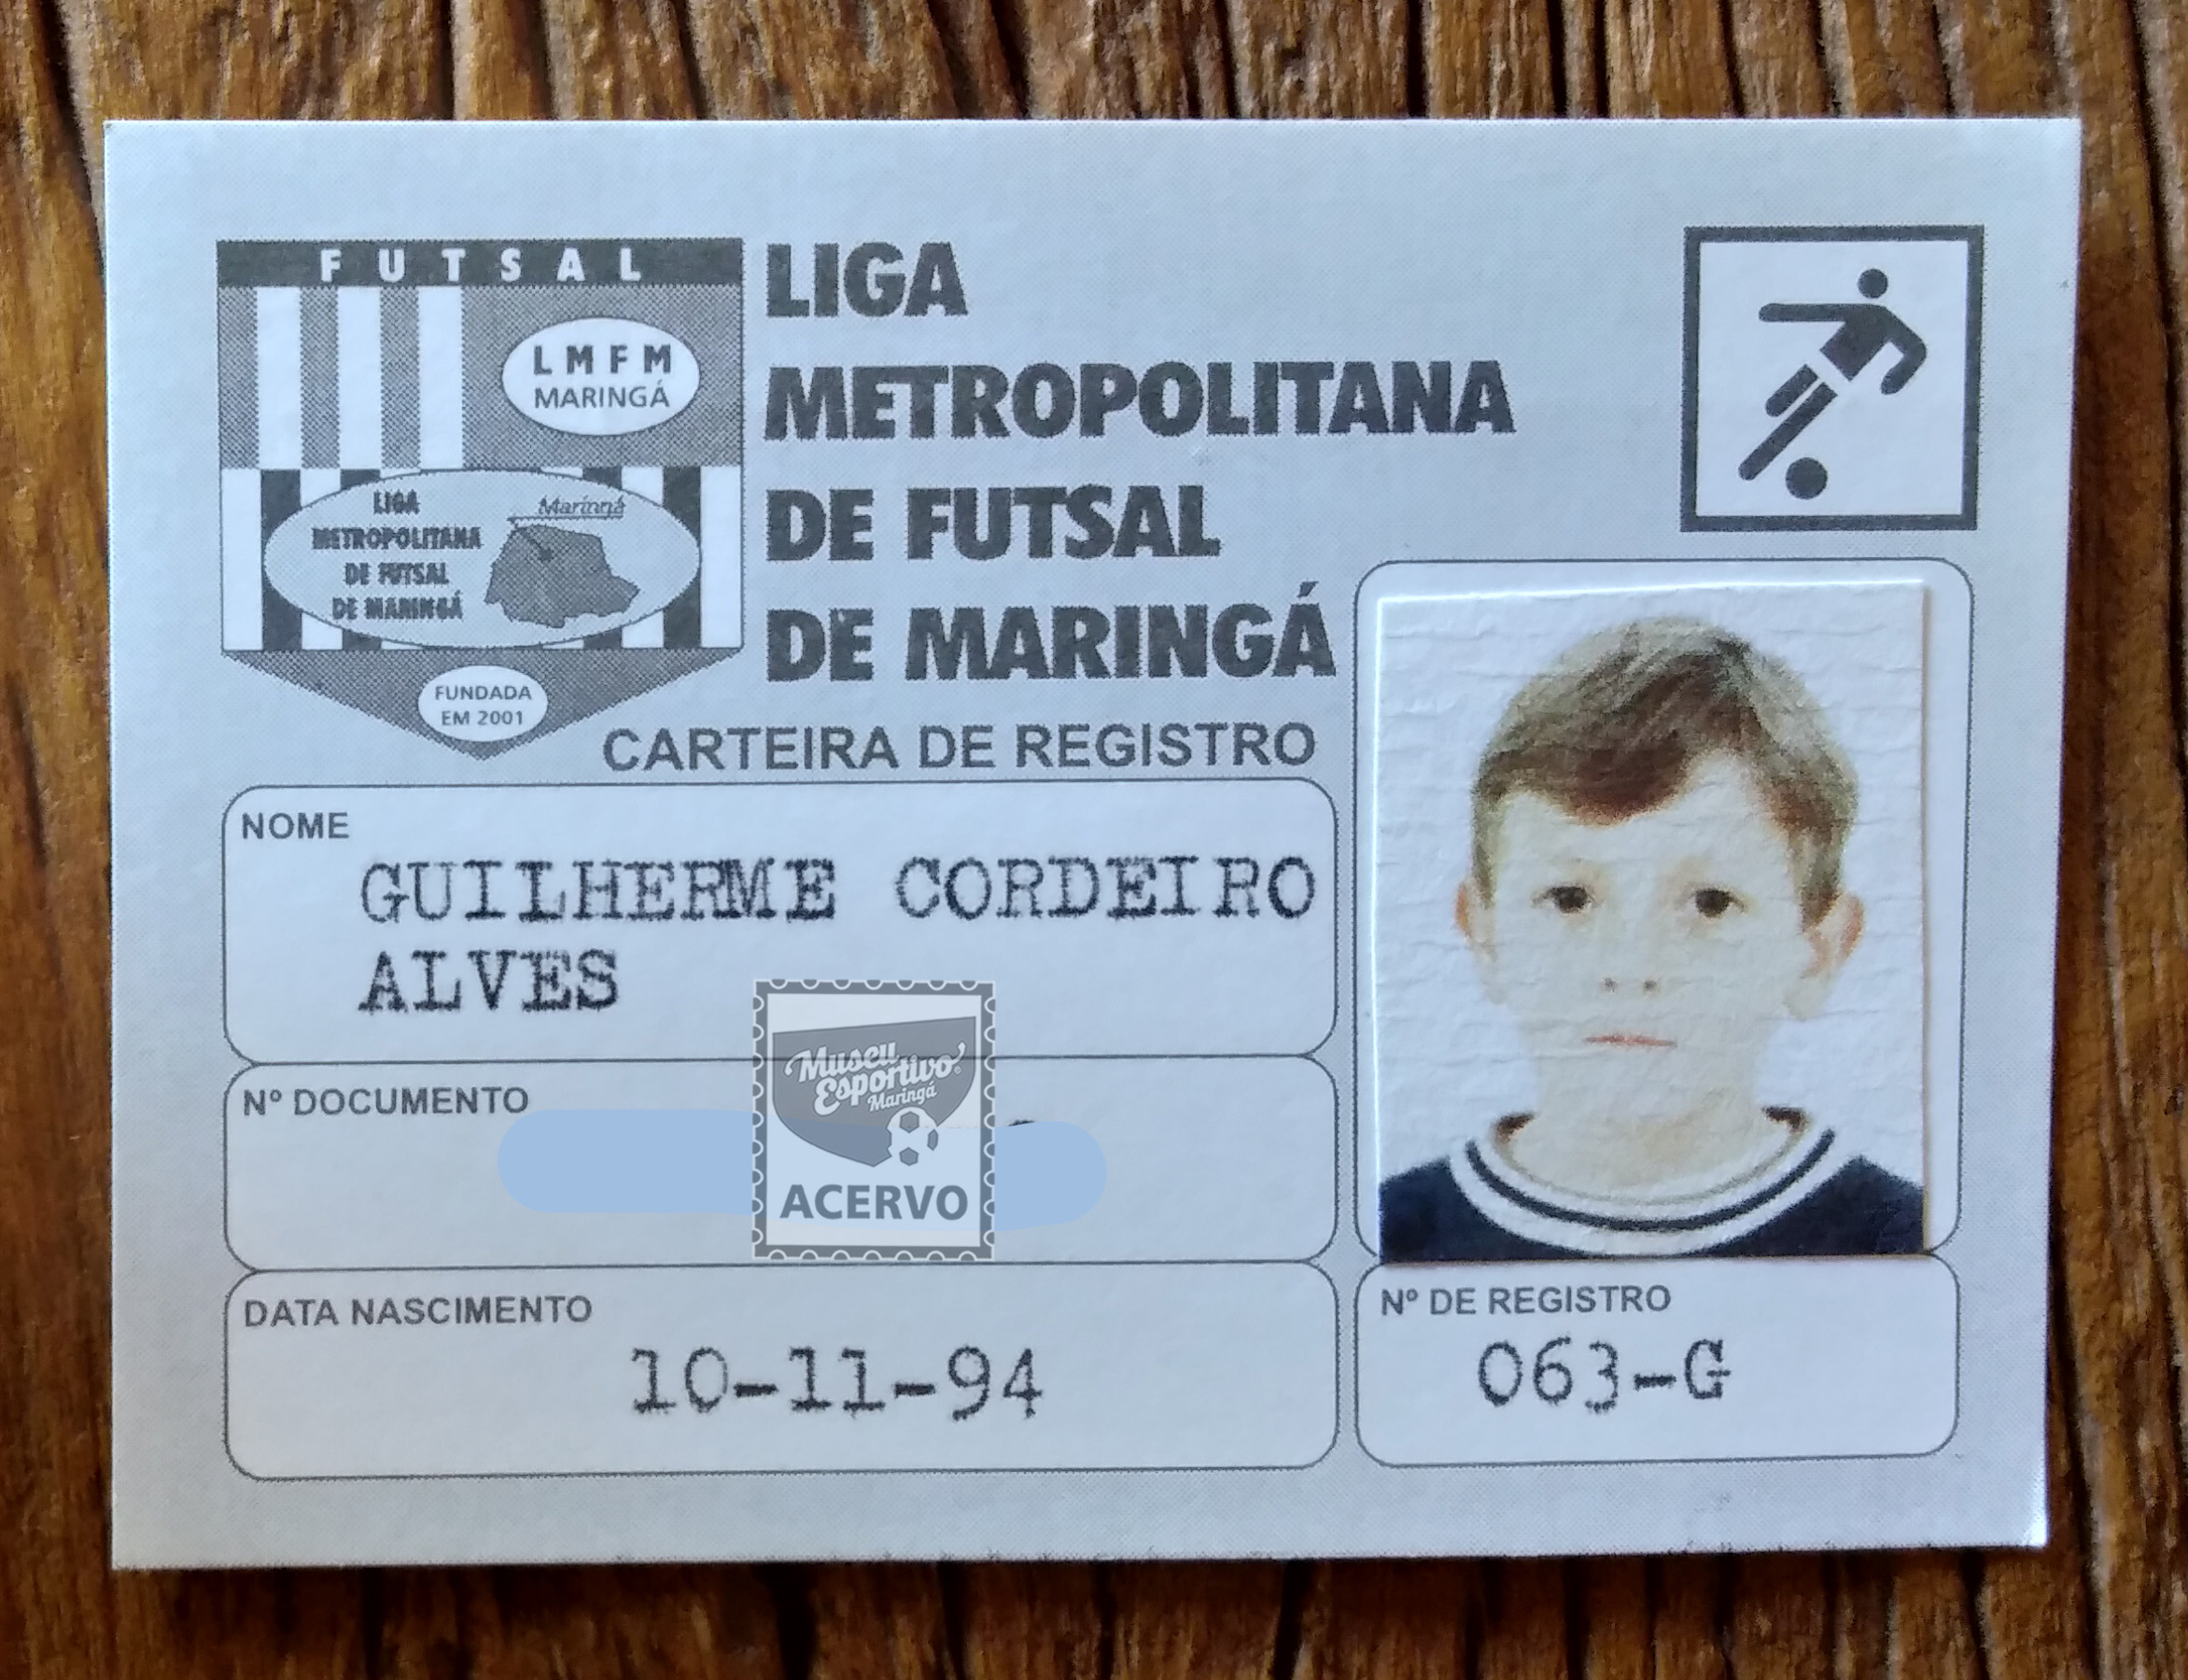 FUTSAL
LMFM
MARINGÁ
LIGA
METROPOLITANA
DE FUTSAL
DE MARINGÁ
Maringá
FUNDADA
EM 2001
LIGA
METROPOLITANA
DE FUTSAL
DE MARINGÁ
CARTEIRA DE REGISTRO
NOME
GUILHERME CORDEIRO
ALVES
Nº DOCUMENTO
Museu
Esportivo
Maringá
ACERVO
DATA NASCIMENTO
10-11-94
Nº DE REGISTRO
063-G